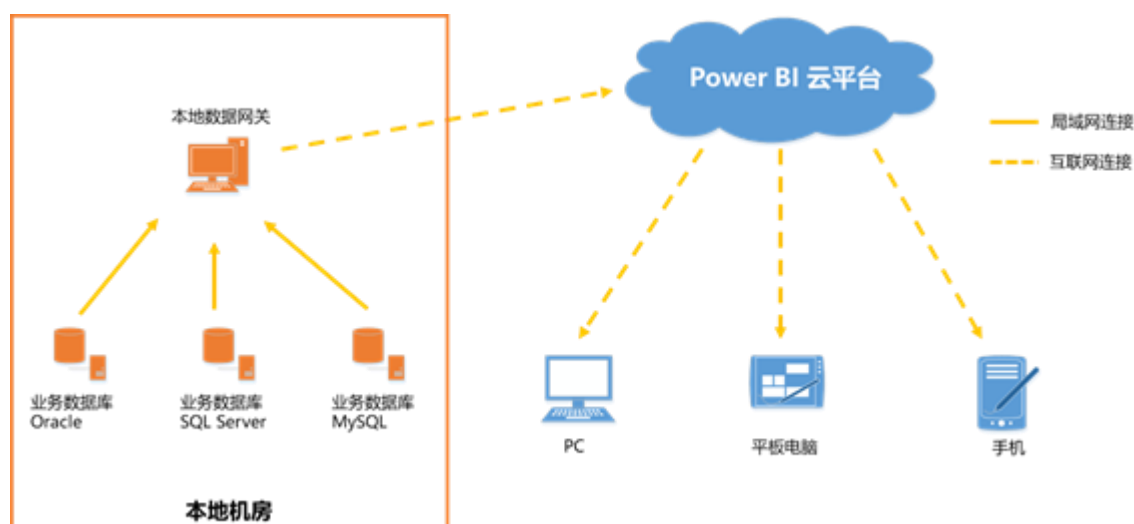 Power BI 云平台
本地数据网关
局域网连接
互联网连接
业务数据库
Oracle
业务数据库
SQL Server
业务数据库
MySQL
PC
平板电脑
手机
本地机房